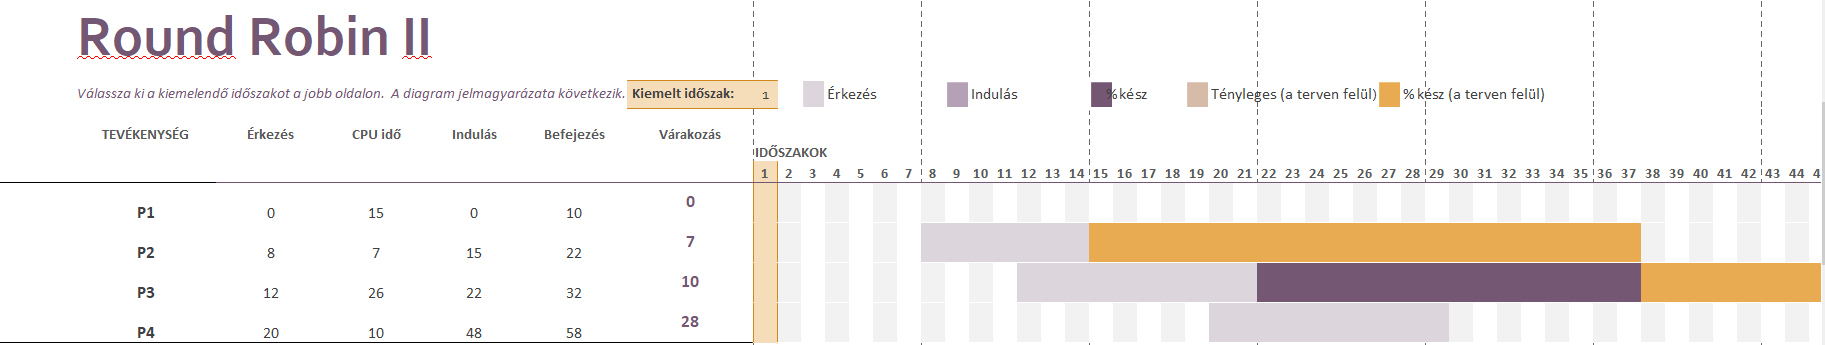 Round Robin II
Válassza ki a kiemelendő időszakot a jobb oldalon. A diagram jelmagyarázata következik. Kiemelt időszak: 1 Érkezés Indulás % kész Tényleges (a terven felül) % kész (a terven felül)
TEVÉKENYSÉG Érkezés CPU idő Indulás Befejezés Várakozás
IDŐSZAKOK
1 2 3 4 5 6 7 8 9 10 11 12 13 14 15 16 17 18 19 20 21 22 23 24 25 26 27 28 29 30 31 32 33 34 35 36 37 38 39 40 41 42 43 44 4
P1 0 15 0 10 0
P2 8 7 15 22 7
P3 12 26 22 32 10
P4 20 10 48 58 28